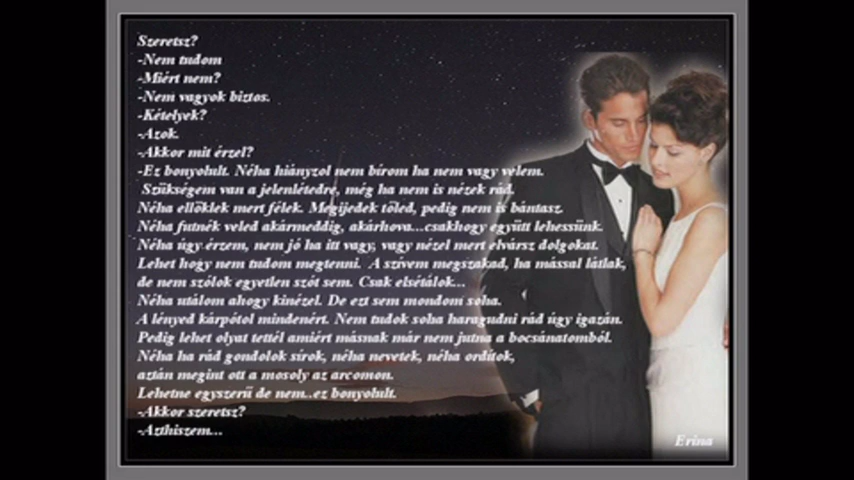 Szeretsz?
-Nem tudom
-Miért nem?
-Nem vagyok biztos.
-Kételyek?
-Azok.
-Akkor mit érzel?
-Ez bonyolult. Néha hiányzol nem bírom ha nem vagy velem.
Szükségem van a jelenlétedre, még ha nem is nézek rád.
Néha ellöklek mert félek. Megijedek tőled, pedig nem is bántasz.
Néha futnék veled akármeddig, akárhova...csakhogy együtt lehessünk.
Néha úgy érzem, nem jó ha itt vagy, vagy nézel mert elvársz dolgokat.
Lehet hogy nem tudom megtenni. A szívem megszakad, ha mással látlak,
de nem szólok egyetlen szót sem. Csak elsétálok...
Néha utálom ahogy kinézel. De ezt sem mondom soha.
A lényed kárpótol mindenért. Nem tudok soha haragudni rád úgy igazán.
Pedig lehet olyat tettél amiért másnak már nem jutna a bocsánatomból.
Néha ha rád gondolok sírok, néha nevetek, néha ordítok,
aztán megint ott a mosoly az arcomon.
Lehetne egyszerű de nem..ez bonyolult.
-Akkor szeretsz?
-Azthiszem...
Erina